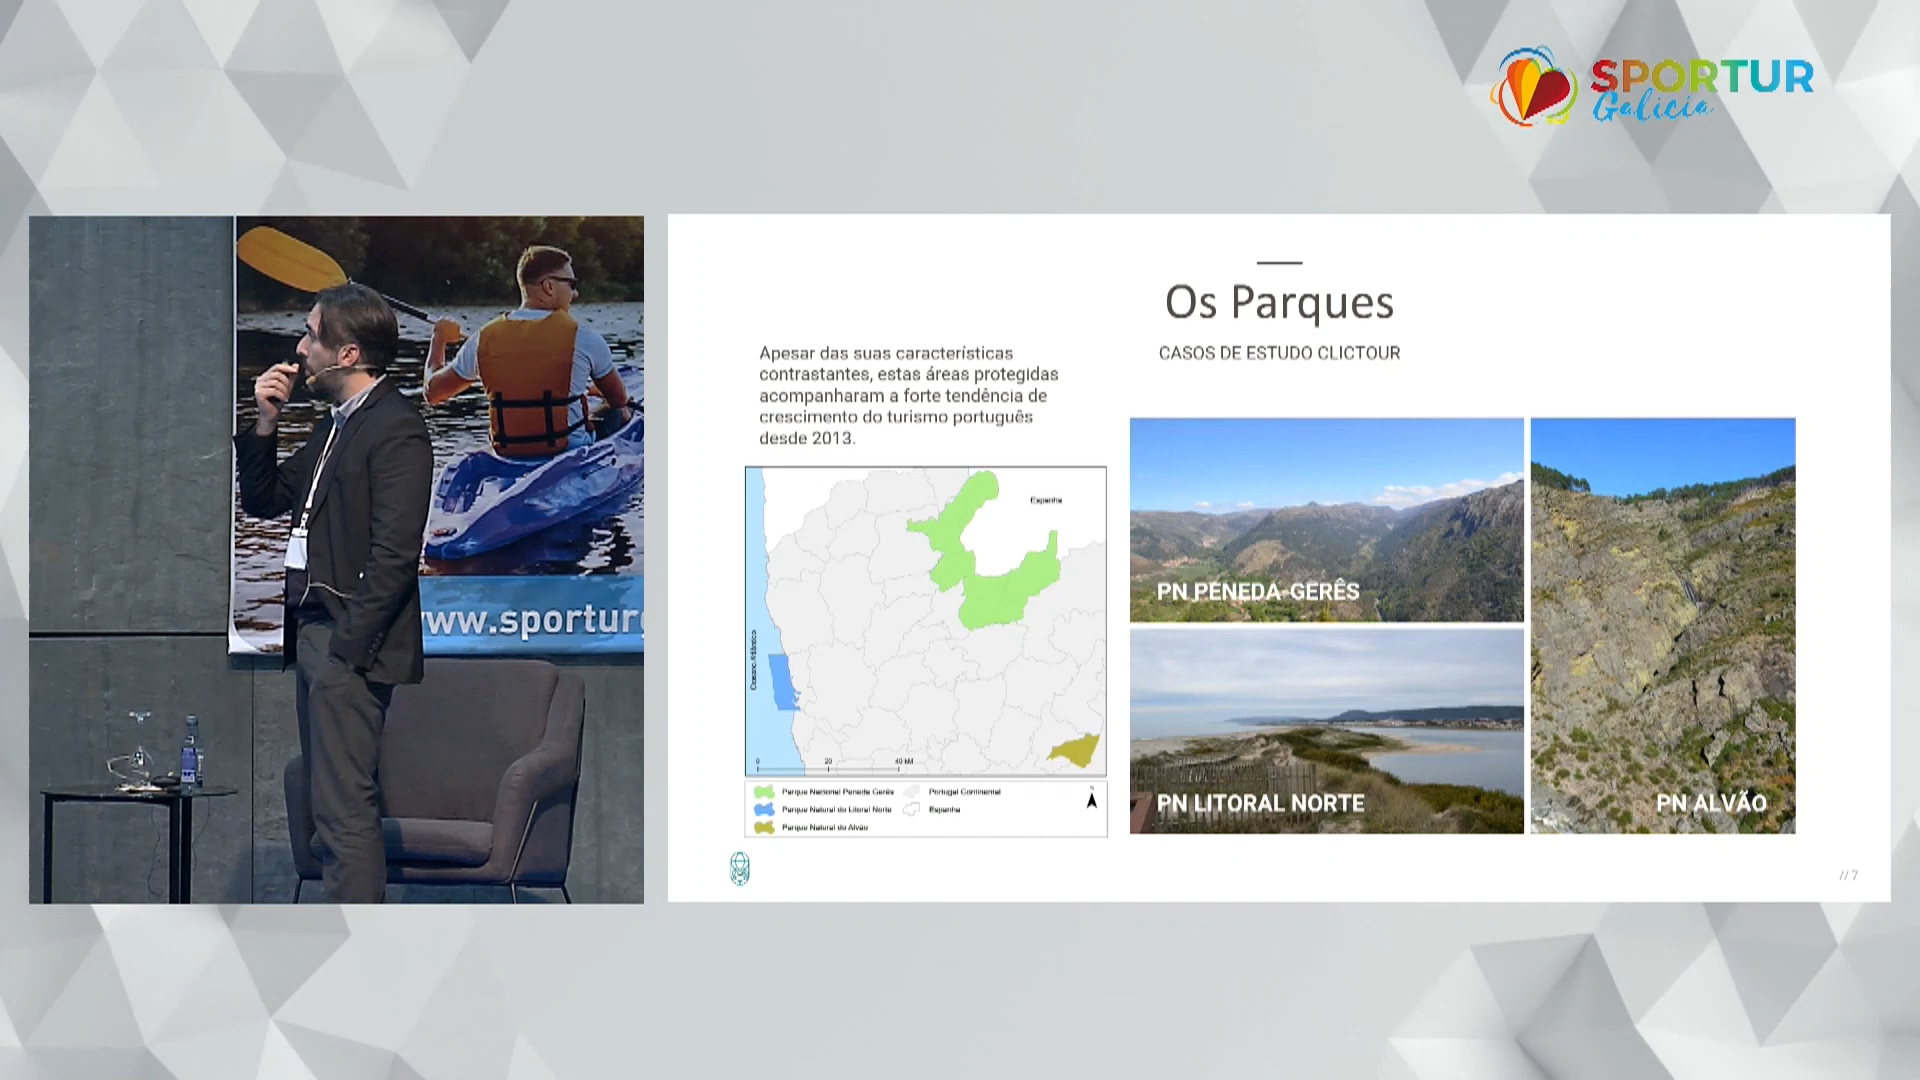 SPORTUR
Galicia
www.sportur
Os Parques
CASOS DE ESTUDO CLICTOUR
Apesar das suas características
contrastantes, estas áreas protegidas
acompanharam a forte tendência de
crescimento do turismo português
desde 2013.
Espanha
Oceano Atlântico
0 20 40 kM
Parque Nacional Peneda Gerês
Parque Natural do Litoral Norte
Parque Natural do Alvão
Portugal Continental
Espanha
N
PN PENEDA-GERÊS
PN LITORAL NORTE
PN ALVÃO
// 7